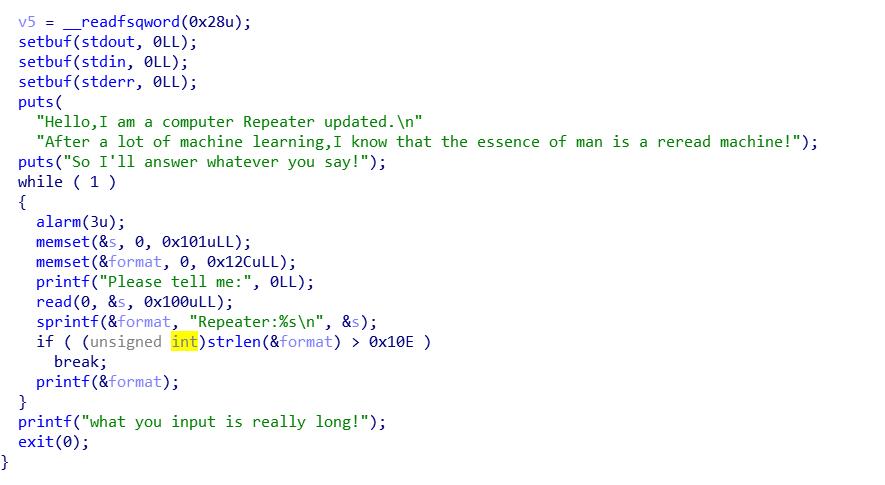 v5 = __readfsqword(0x28u);
setbuf(stdout, 0LL);
setbuf(stdin, 0LL);
setbuf(stderr, 0LL);
puts(
"Hello,I am a computer Repeater updated.\n"
"After a lot of machine learning,I know that the essence of man is a reread machine!");
puts("So I'll answer whatever you say!");
while ( 1 )
{
alarm(3u);
memset(&s, 0, 0x101uLL);
memset(&format, 0, 0x12CuLL);
printf("Please tell me:", 0LL);
read(0, &s, 0x100uLL);
sprintf(&format, "Repeater:%s\n", &s);
if ( (unsigned int)strlen(&format) > 0x10E )
break;
printf(&format);
}
printf("what you input is really long!");
exit(0);
}